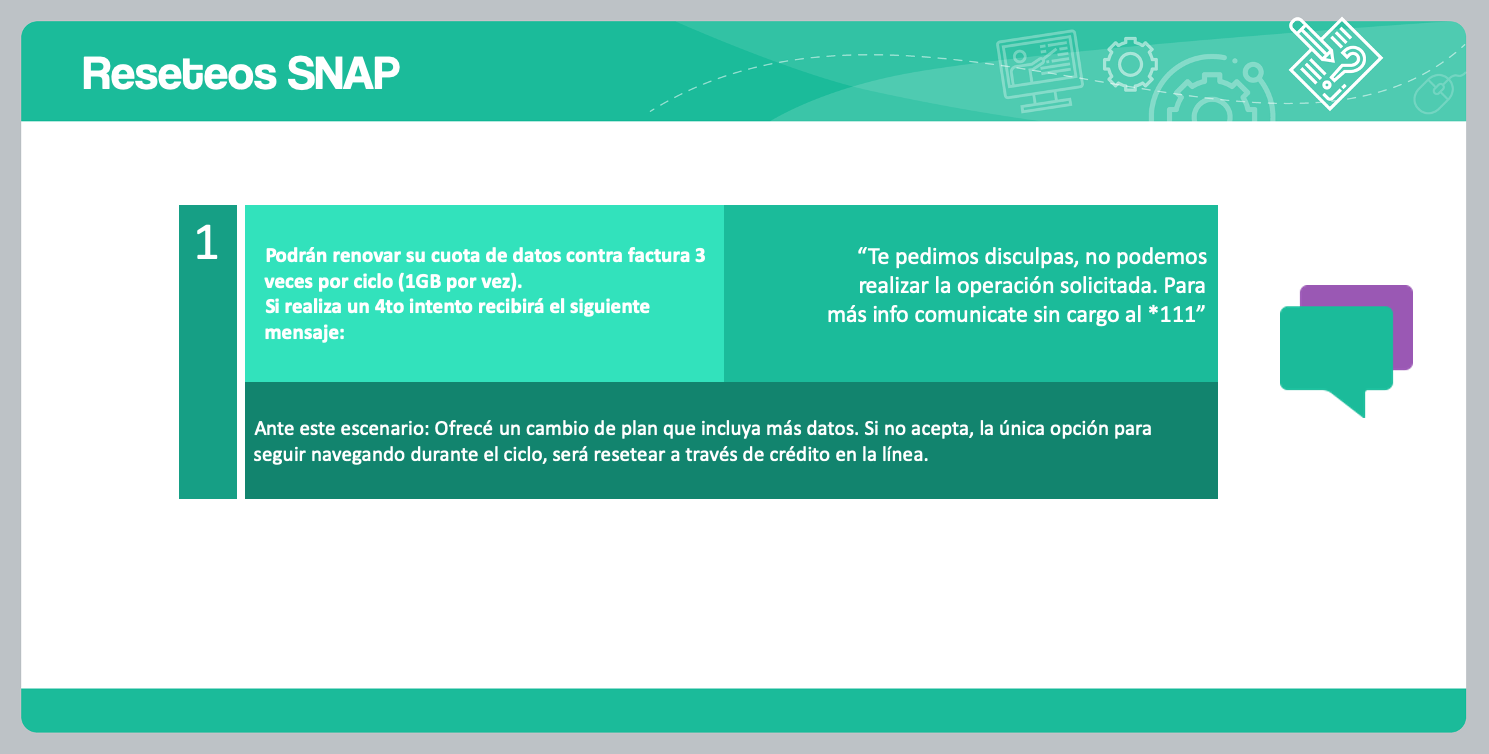 Reseteos SNAP
1
Podrán renovar su cuota de datos contra factura 3
veces por ciclo (1GB por vez).
Si realiza un 4to intento recibirá el siguiente
mensaje:
“Te pedimos disculpas, no podemos
realizar la operación solicitada. Para
más info comunicate sin cargo al *111”
Ante este escenario: Ofrecé un cambio de plan que incluya más datos. Si no acepta, la única opción para
seguir navegando durante el ciclo, será resetear a través de crédito en la línea.